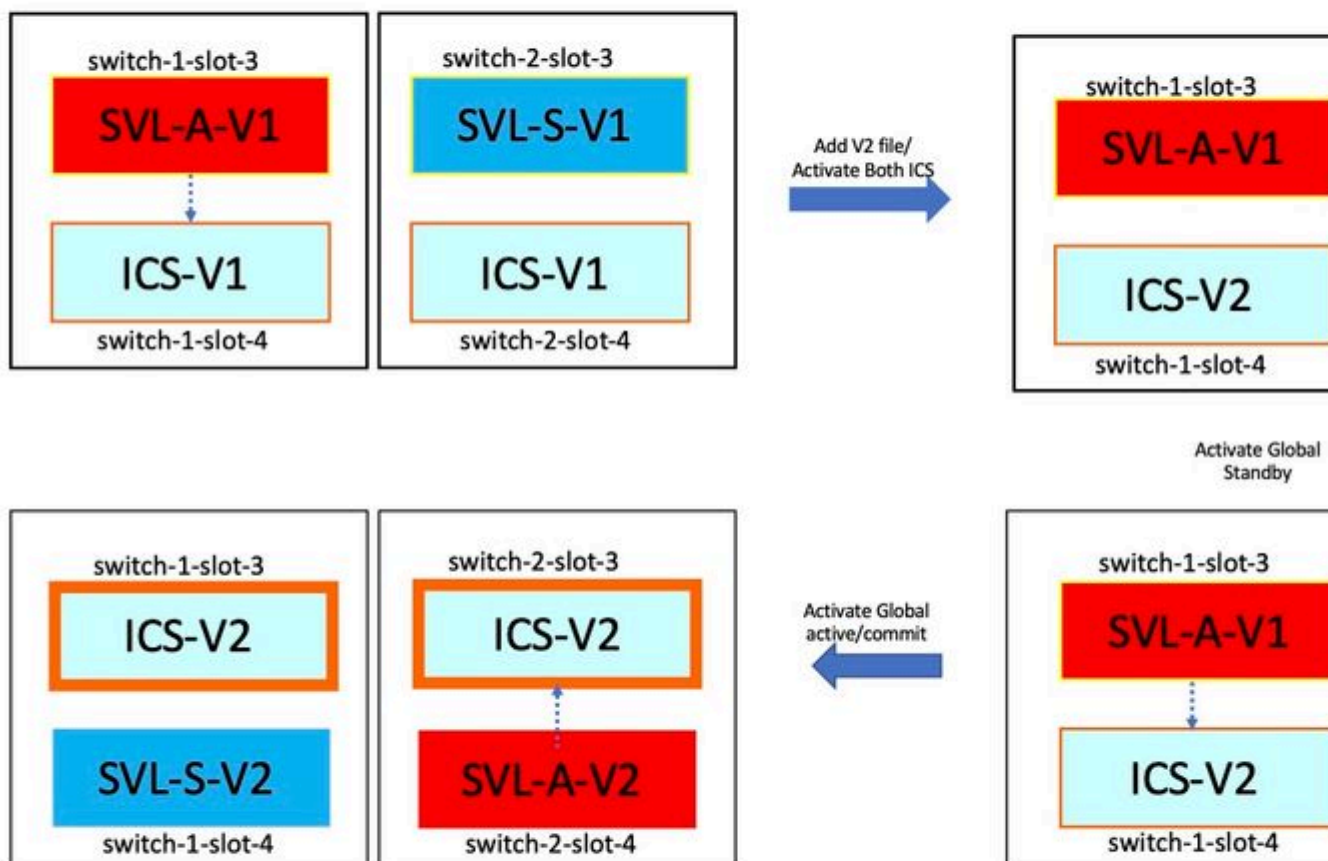 switch-1-slot-3
SVL-A-V1
ICS-V1
switch-1-slot-4
switch-2-slot-3
SVL-S-V1
ICS-V1
switch-2-slot-4
Add V2 file/
Activate Both ICS
switch-1-slot-3
SVL-A-V1
ICS-V2
switch-1-slot-4
Activate Global
Standby
switch-1-slot-3
SVL-A-V1
ICS-V2
switch-1-slot-4
Activate Global
active/commit
switch-1-slot-3
ICS-V2
SVL-S-V2
switch-1-slot-4
switch-2-slot-3
ICS-V2
SVL-A-V2
switch-2-slot-4